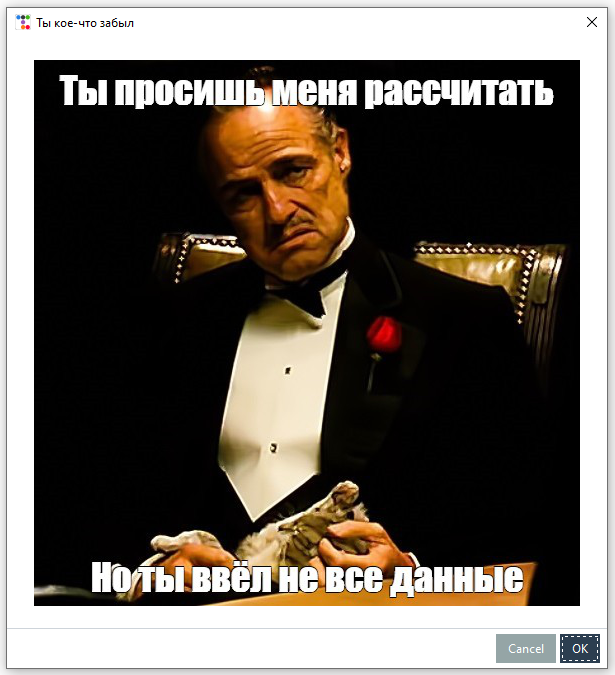 Ты кое-что забыл
Ты просишь меня рассчитать
Но ты ввёл не все данные
Cancel
OK